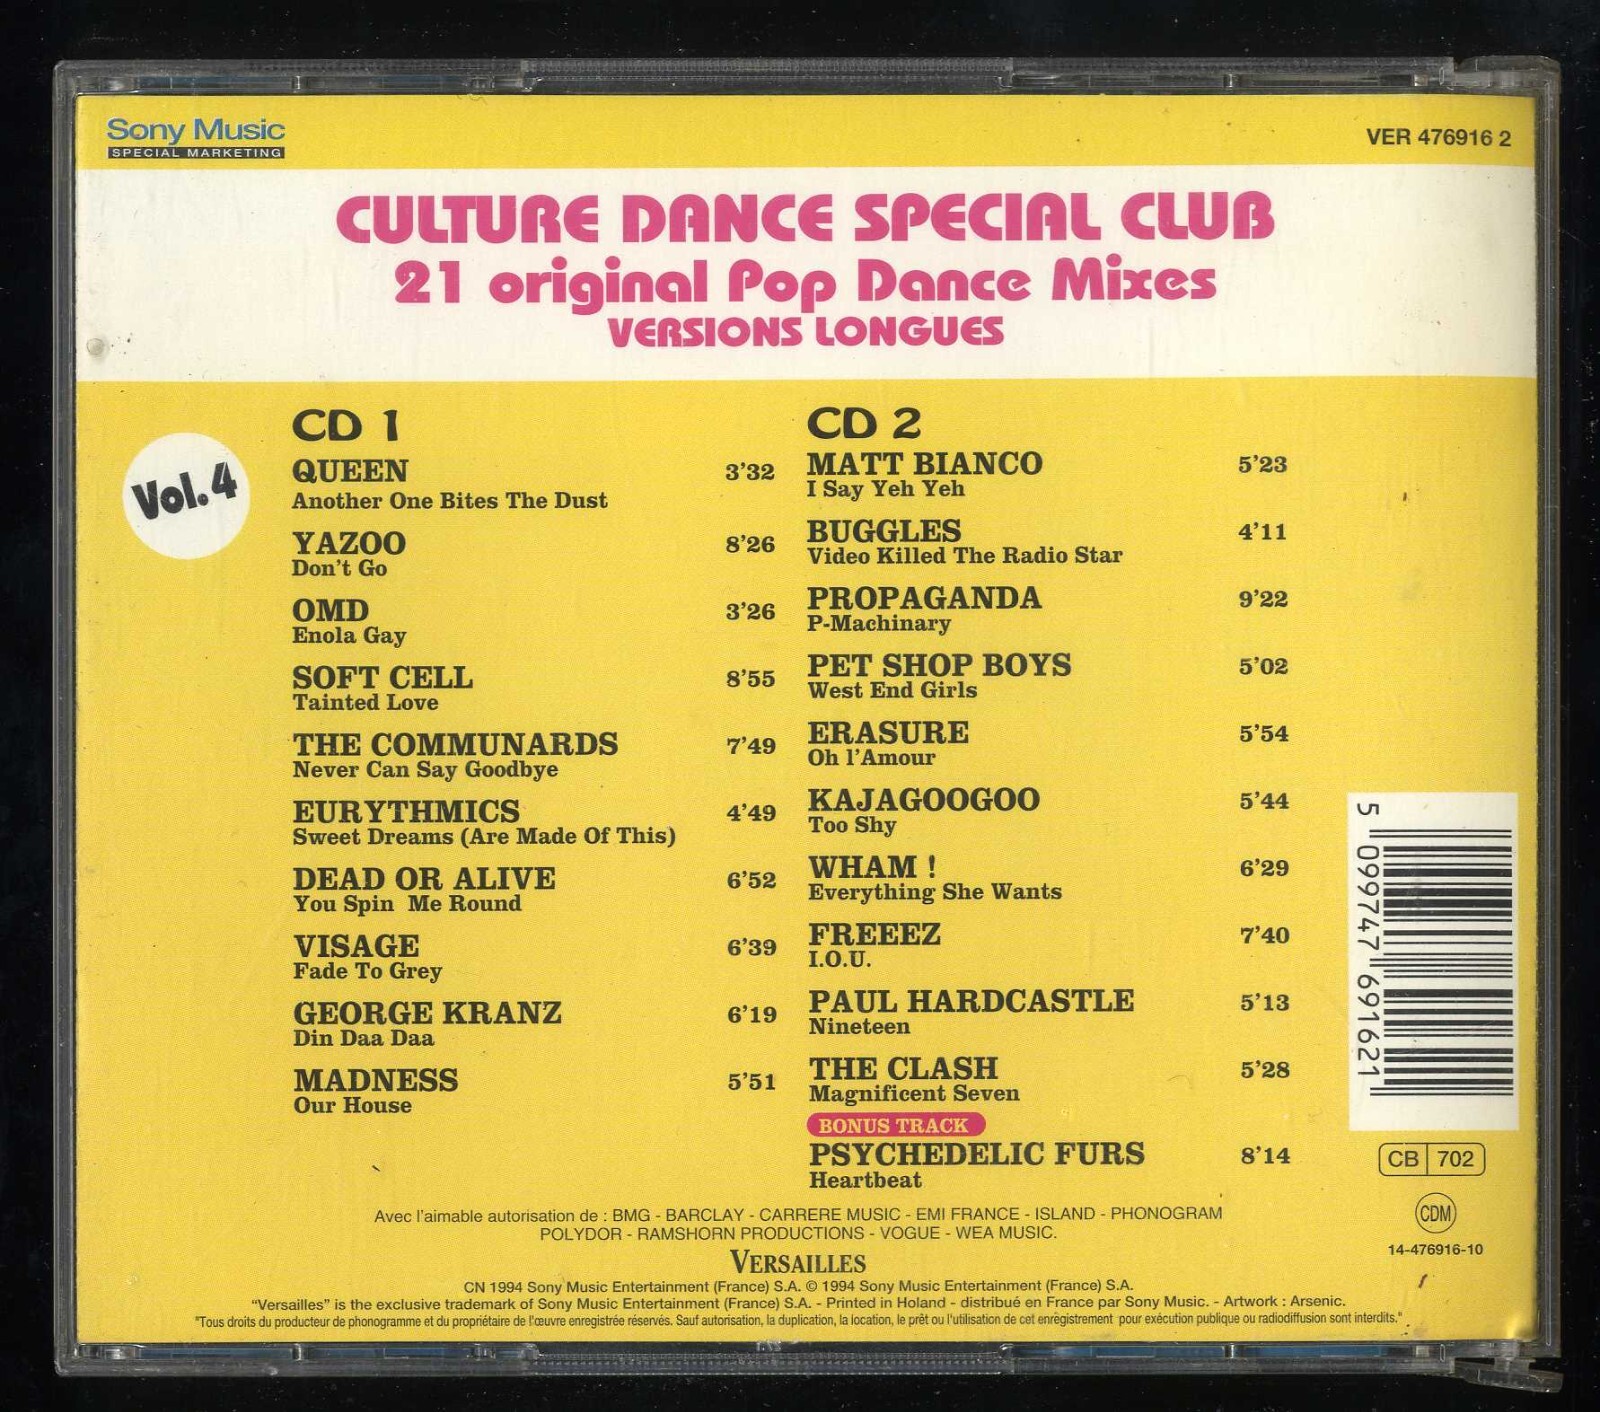 Sony Music
SPECIAL MARKETING
VER 476916 2
CULTURE DANCE SPECIAL CLUB
21 original Pop Dance Mixes
VERSIONS LONGUES
Vol.4
CD 1
QUEEN 3'32
Another One Bites The Dust
YAZOO 8'26
Don't Go
OMD 3'26
Enola Gay
SOFT CELL 8'55
Tainted Love
THE COMMUNARDS 7'49
Never Can Say Goodbye
EURYTHMICS 4'49
Sweet Dreams (Are Made Of This)
DEAD OR ALIVE 6'52
You Spin Me Round
VISAGE 6'39
Fade To Grey
GEORGE KRANZ 6'19
Din Daa Daa
MADNESS 5'51
Our House
CD 2
MATT BIANCO 5'23
I Say Yeh Yeh
BUGGLES 4'11
Video Killed The Radio Star
PROPAGANDA 9'22
P-Machinary
PET SHOP BOYS 5'02
West End Girls
ERASURE 5'54
Oh l'Amour
KAJAGOOGOO 5'44
Too Shy
WHAM ! 6'29
Everything She Wants
FREEEZ 7'40
I.O.U.
PAUL HARDCASTLE 5'13
Nineteen
THE CLASH 5'28
Magnificent Seven
BONUS TRACK
PSYCHEDELIC FURS 8'14
Heartbeat
5 099747 691621
CB 702
CDM
14-476916-10
Avec l'aimable autorisation de : BMG - BARCLAY - CARRERE MUSIC - EMI FRANCE - ISLAND - PHONOGRAM
POLYDOR - RAMSHORN PRODUCTIONS - VOGUE - WEA MUSIC.
VERSAILLES
CN 1994 Sony Music Entertainment (France) S.A. © 1994 Sony Music Entertainment (France) S.A.
"Versailles" is the exclusive trademark of Sony Music Entertainment (France) S.A. - Printed in Holand - distribué en France par Sony Music. - Artwork : Arsenic.
"Tous droits du producteur de phonogramme et du propriétaire de l'œuvre enregistrée réservés. Sauf autorisation, la duplication, la location, le prêt ou l'utilisation de cet enrégistrement pour exécution publique ou radiodiffusion sont interdits."